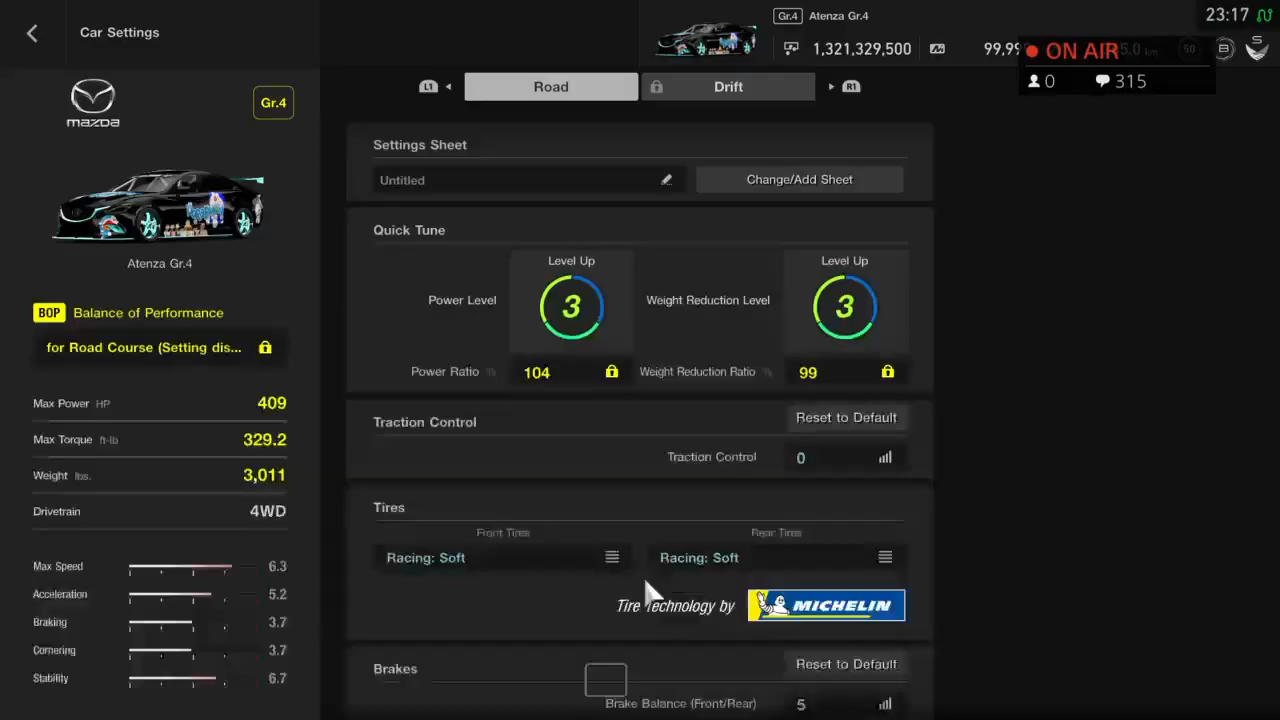 Car Settings
Gr.4 Atenza Gr.4
1,321,329,500
23:17
ON AIR
0 315
50 B S
mazda
Gr.4
L1 Road Drift R1
Settings Sheet
Untitled Change/Add Sheet
Quick Tune
Level Up Level Up
Power Level 3 Weight Reduction Level 3
Power Ratio % 104 Weight Reduction Ratio % 99
Atenza Gr.4
BOP Balance of Performance
for Road Course (Setting dis...
Max Power HP 409
Max Torque ft-lb 329.2
Weight lbs. 3,011
Drivetrain 4WD
Max Speed 6.3
Acceleration 5.2
Braking 3.7
Cornering 3.7
Stability 6.7
Traction Control Reset to Default
Traction Control 0
Tires
Front Tires Rear Tires
Racing: Soft Racing: Soft
Tire Technology by MICHELIN
Brakes Reset to Default
Brake Balance (Front/Rear) 5